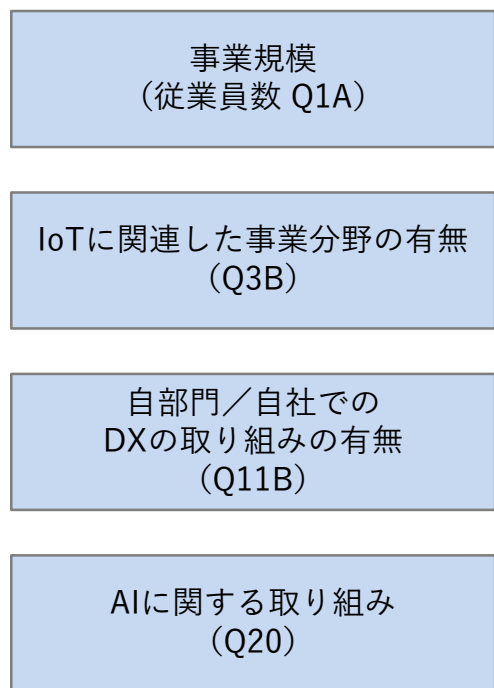 事業規模
（従業員数 Q1A）
IoTに関連した事業分野の有無
（Q3B）
自部門／自社での
DXの取り組みの有無
（Q11B）
AIに関する取り組み
（Q20）